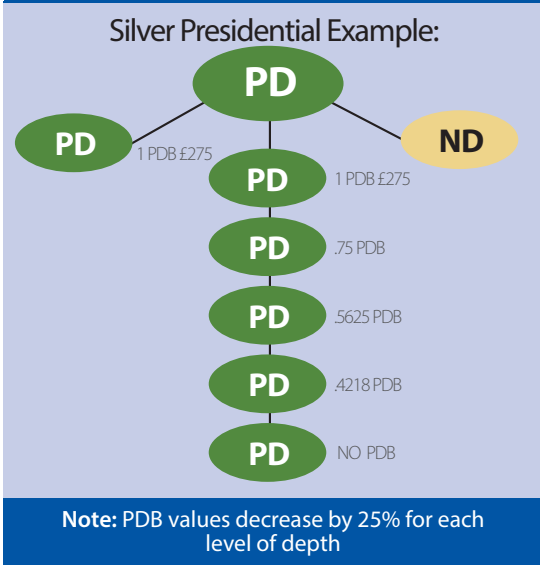 Silver Presidential Example:
PD
PD
1 PDB £275
ND
PD
1 PDB £275
PD
.75 PDB
PD
.5625 PDB
PD
.4218 PDB
PD
NO PDB
Note: PDB values decrease by 25% for each
level of depth